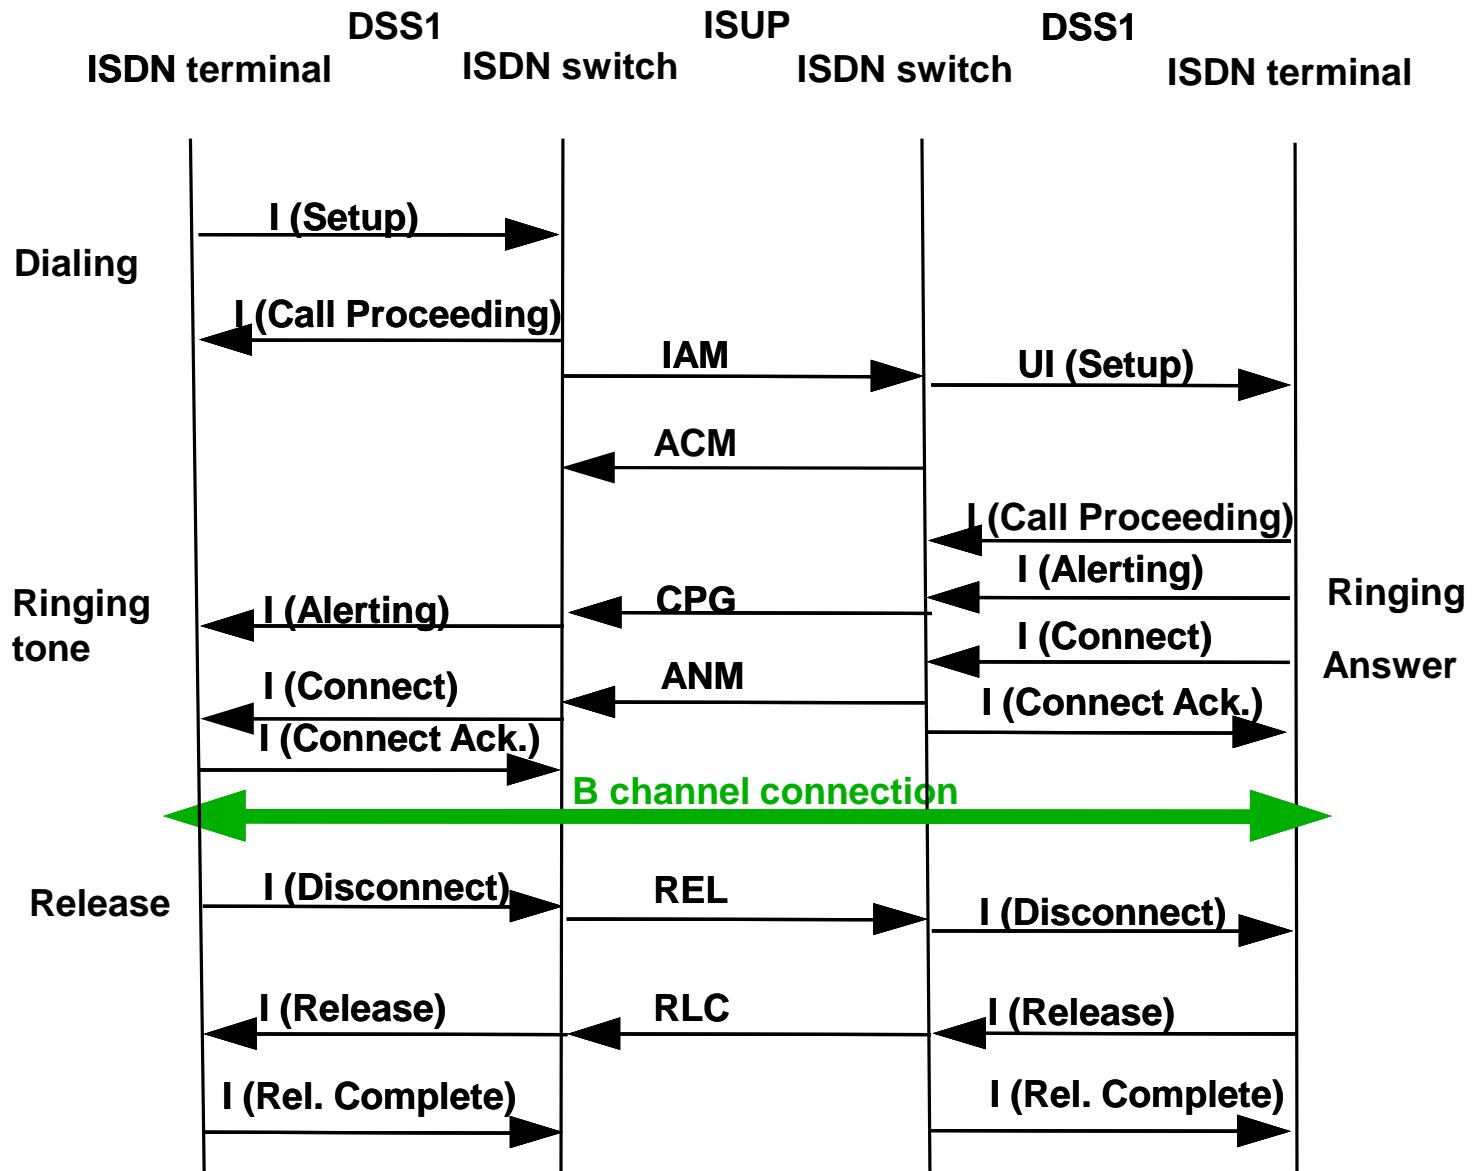 DSS1
ISUP
DSS1
ISDN terminal
ISDN switch
ISDN switch
ISDN terminal
I (Setup)
Dialing
I (Call Proceeding)
IAM
UI (Setup)
ACM
I (Call Proceeding)
I (Alerting)
Ringing
tone
I (Alerting)
CPG
Ringing
I (Connect)
Answer
I (Connect)
ANM
I (Connect Ack.)
I (Connect Ack.)
B channel connection
Release
I (Disconnect)
REL
I (Disconnect)
I (Release)
RLC
I (Release)
I (Rel. Complete)
I (Rel. Complete)